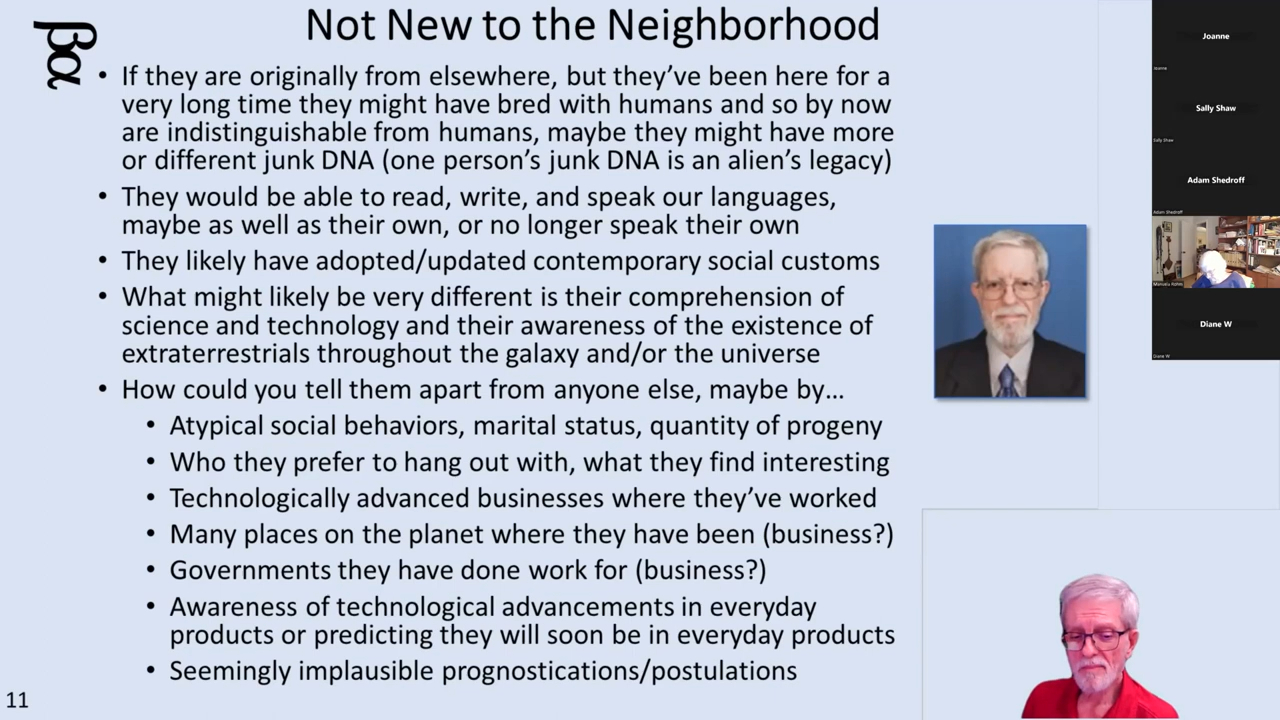 Not New to the Neighborhood
• If they are originally from elsewhere, but they’ve been here for a
very long time they might have bred with humans and so by now
are indistinguishable from humans, maybe they might have more
or different junk DNA (one person’s junk DNA is an alien’s legacy)
• They would be able to read, write, and speak our languages,
maybe as well as their own, or no longer speak their own
• They likely have adopted/updated contemporary social customs
• What might likely be very different is their comprehension of
science and technology and their awareness of the existence of
extraterrestrials throughout the galaxy and/or the universe
• How could you tell them apart from anyone else, maybe by…
• Atypical social behaviors, marital status, quantity of progeny
• Who they prefer to hang out with, what they find interesting
• Technologically advanced businesses where they’ve worked
• Many places on the planet where they have been (business?)
• Governments they have done work for (business?)
• Awareness of technological advancements in everyday
products or predicting they will soon be in everyday products
• Seemingly implausible prognostications/postulations
11
Joanne
Joanne
Sally Shaw
Sally Shaw
Adam Shedroff
Adam Shedroff
Diane W
Diane W